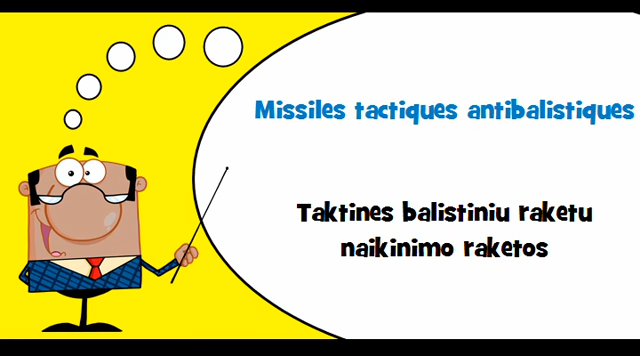 Missiles tactiques antibalistiques
Taktines balistiniu raketu
naikinimo raketos